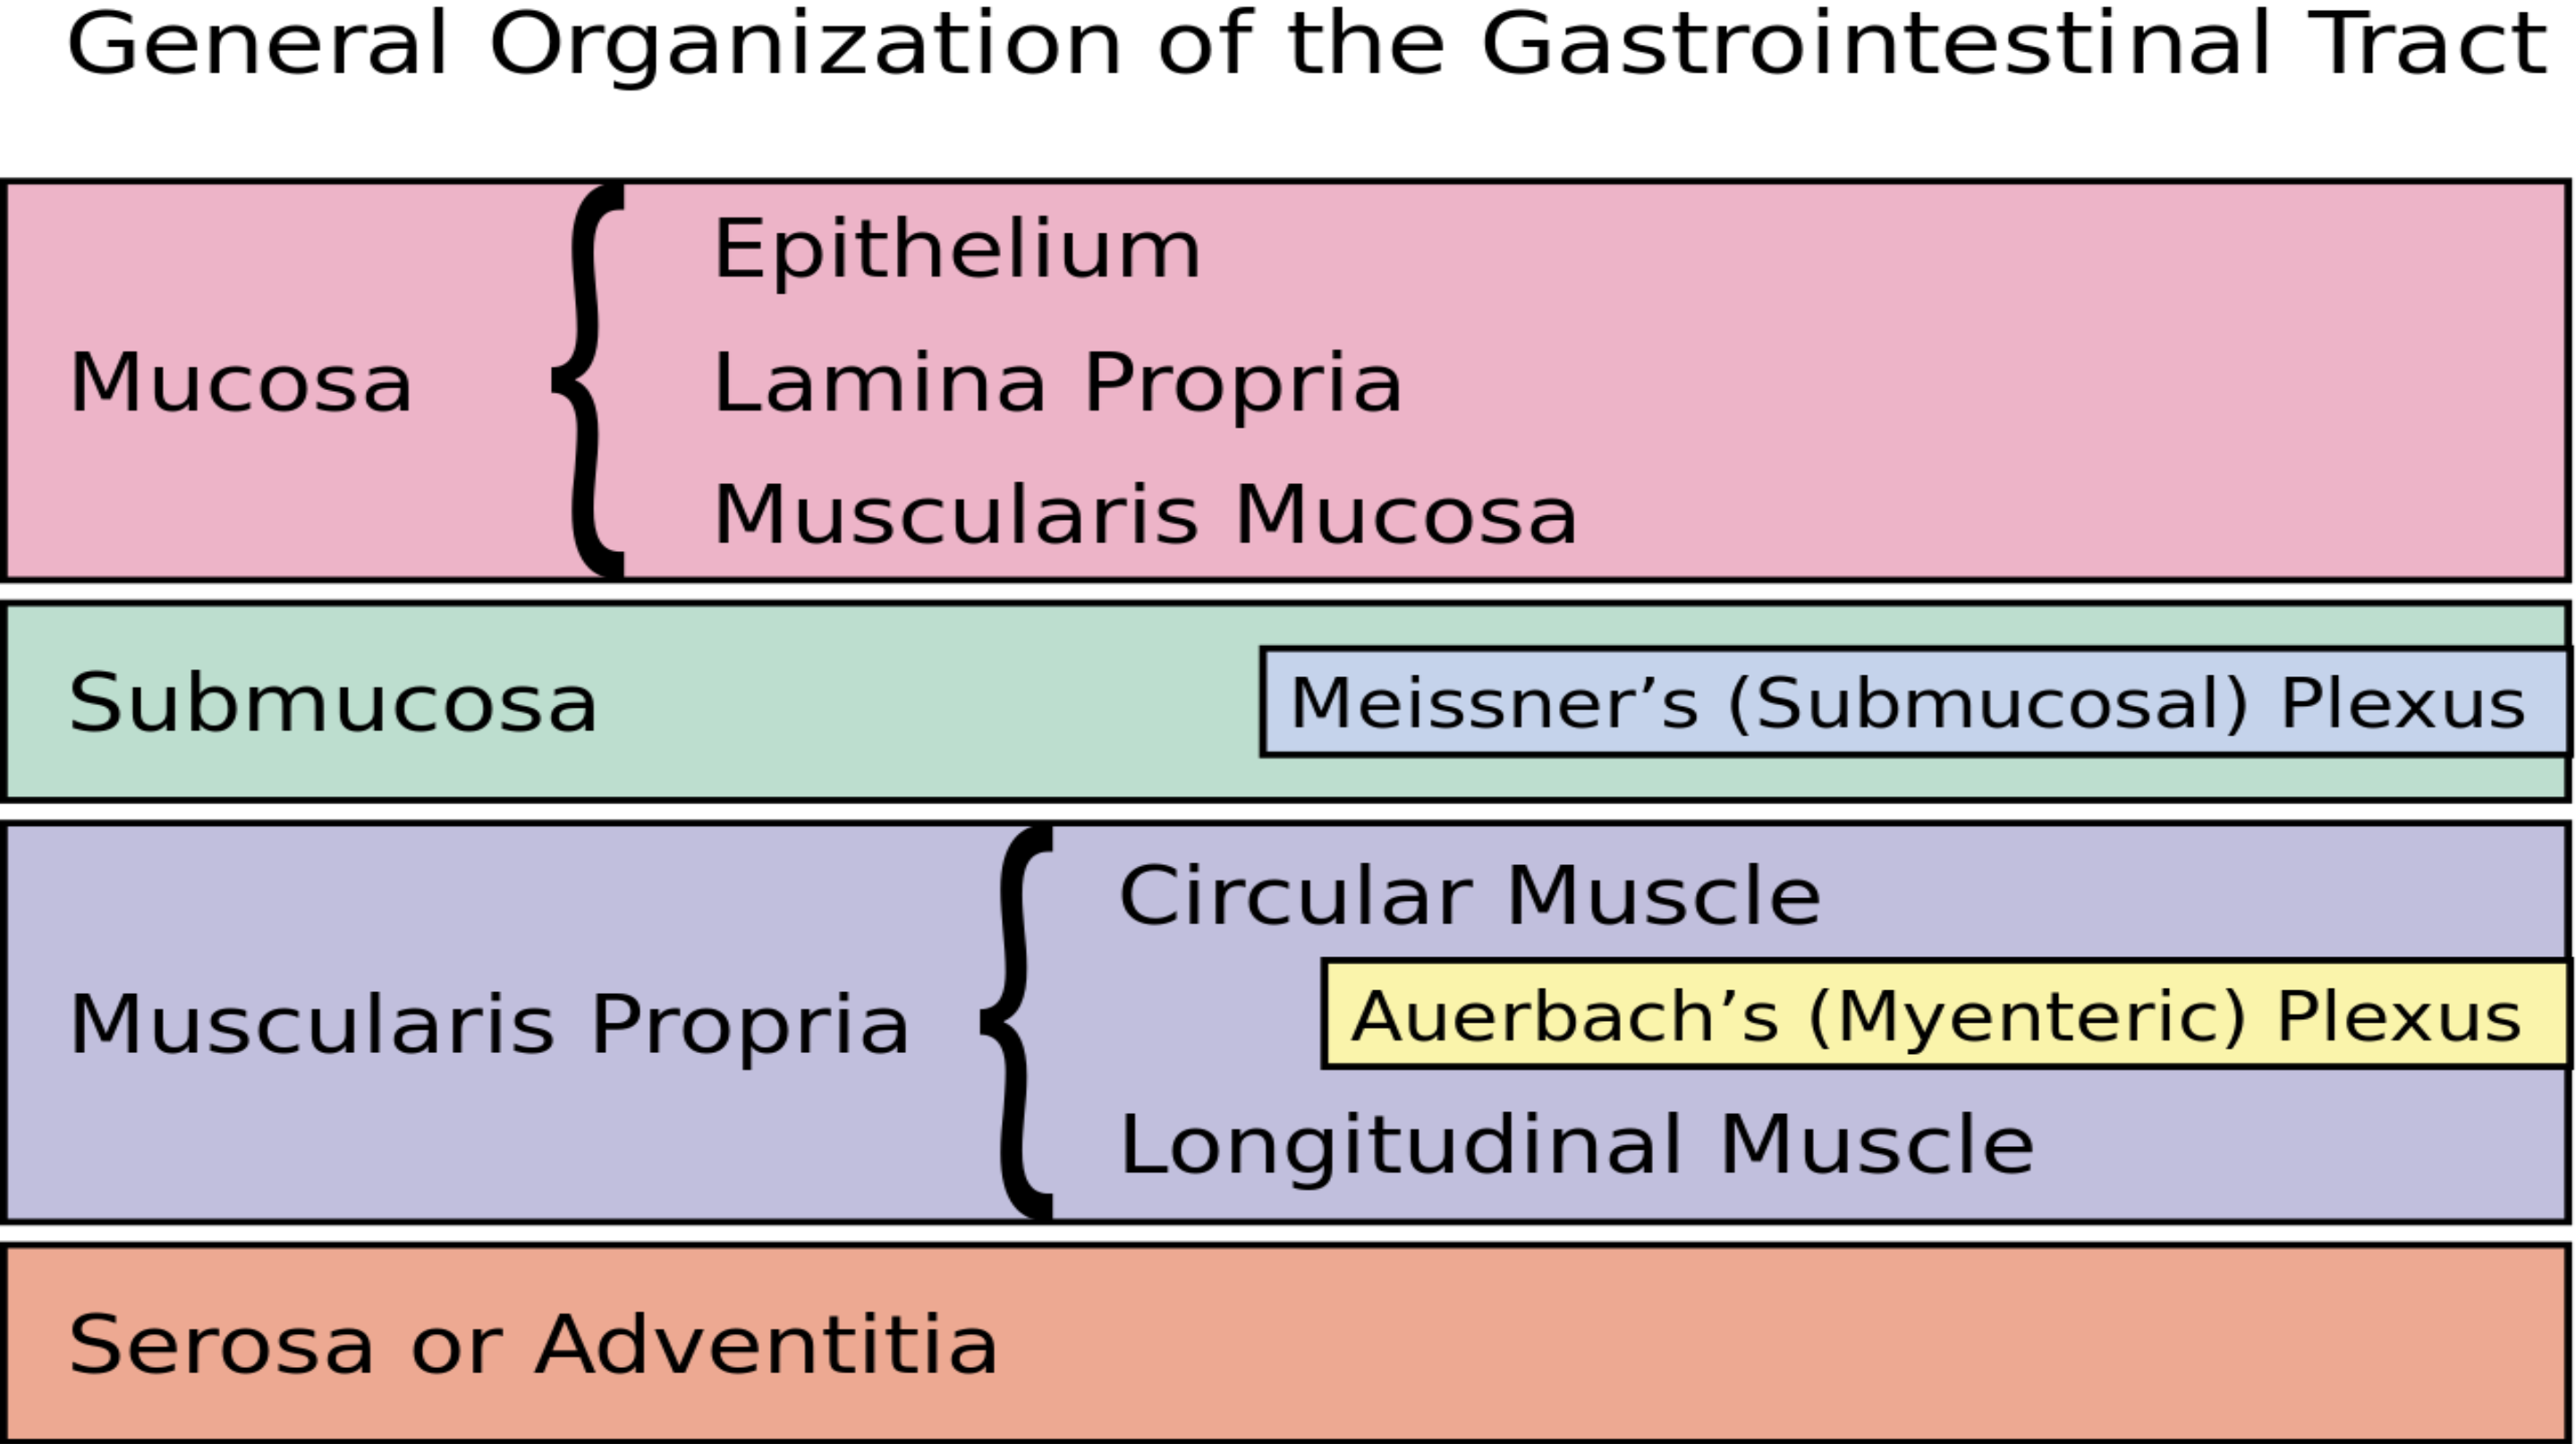 General Organization of the Gastrointestinal Tract
Epithelium
Mucosa
Lamina Propria
Muscularis Mucosa
Submucosa
Meissner’s (Submucosal) Plexus
Circular Muscle
Muscularis Propria
Auerbach’s (Myenteric) Plexus
Longitudinal Muscle
Serosa or Adventitia